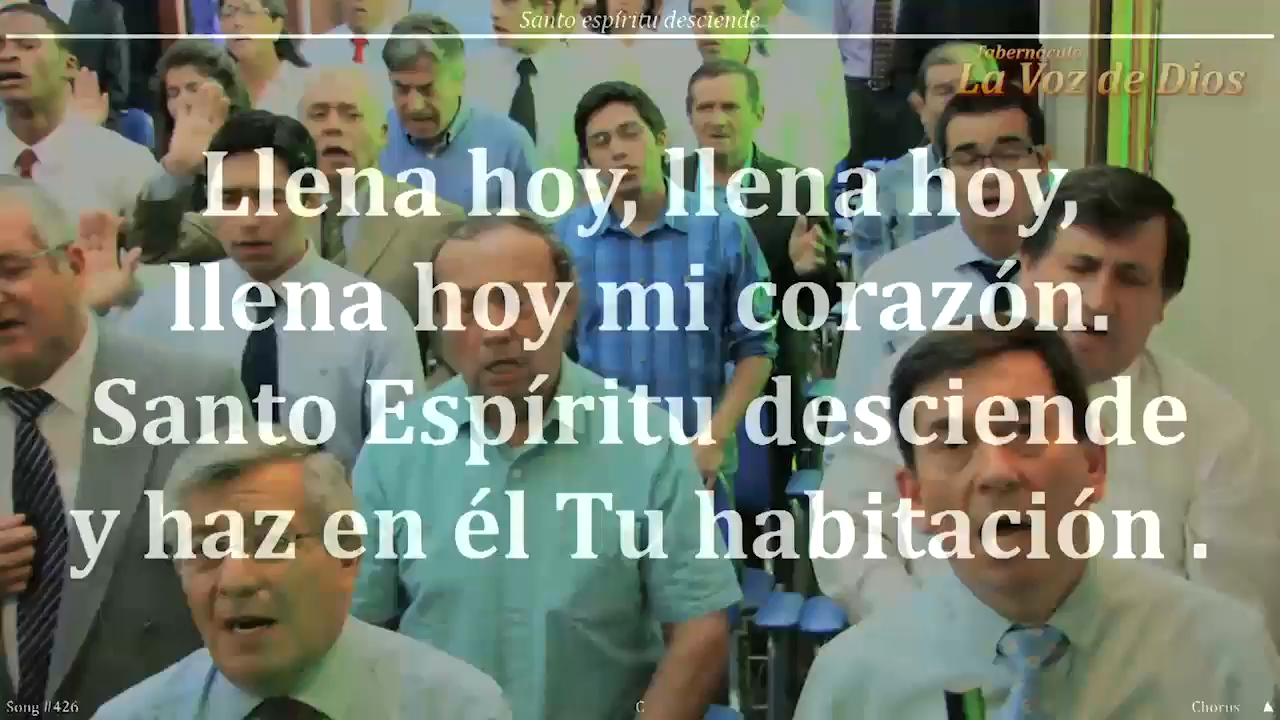 Santo espíritu desciende
Tabernáculo
La Voz de Dios
Llena hoy, llena hoy,
llena hoy mi corazón.
Santo Espíritu desciende
y haz en él Tu habitación .
Song #426
C
Chorus ▲